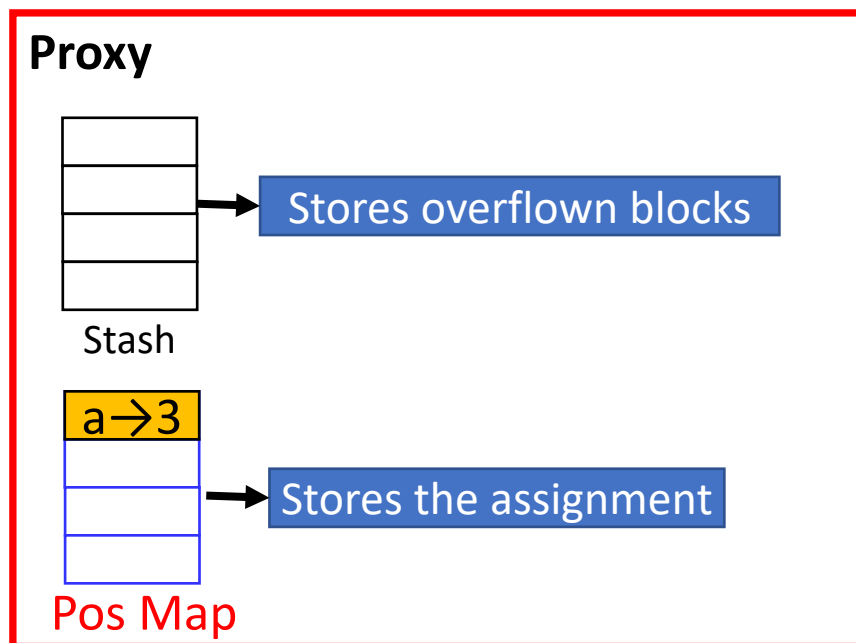 Proxy
Stores overflown blocks
Stash
a→3
Stores the assignment
Pos Map